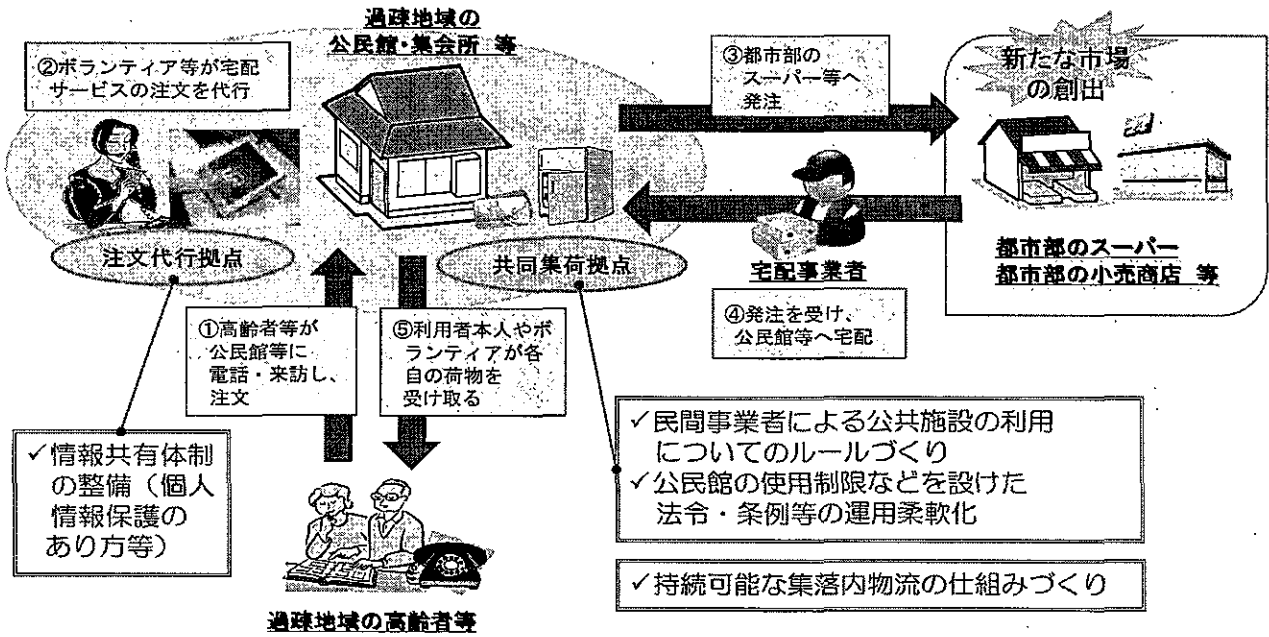 過疎地域の
公民館・集会所 等
②ボランティア等が宅配
サービスの注文を代行
③都市部の
スーパー等へ
発注
新たな市場
の創出
注文代行拠点
共同集荷拠点
宅配事業者
都市部のスーパー
都市部の小売商店 等
①高齢者等が
公民館等に
電話・来訪し、
注文
⑤利用者本人やボ
ランティアが各
自の荷物を
受け取る
④発注を受け、
公民館等へ宅配
✓情報共有体制
の整備（個人
情報保護の
あり方等）
✓民間事業者による公共施設の利用
についてのルールづくり
✓公民館の使用制限などを設けた
法令・条例等の運用柔軟化
✓持続可能な集落内物流の仕組みづくり
過疎地域の高齢者等